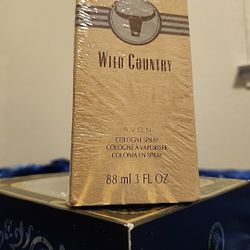 WILD COUNTRY
AVON
COLOGNE SPRAY
COLOGNE A VAPORISER
COLONIA EN SPRAY
88 ml 3 FL OZ